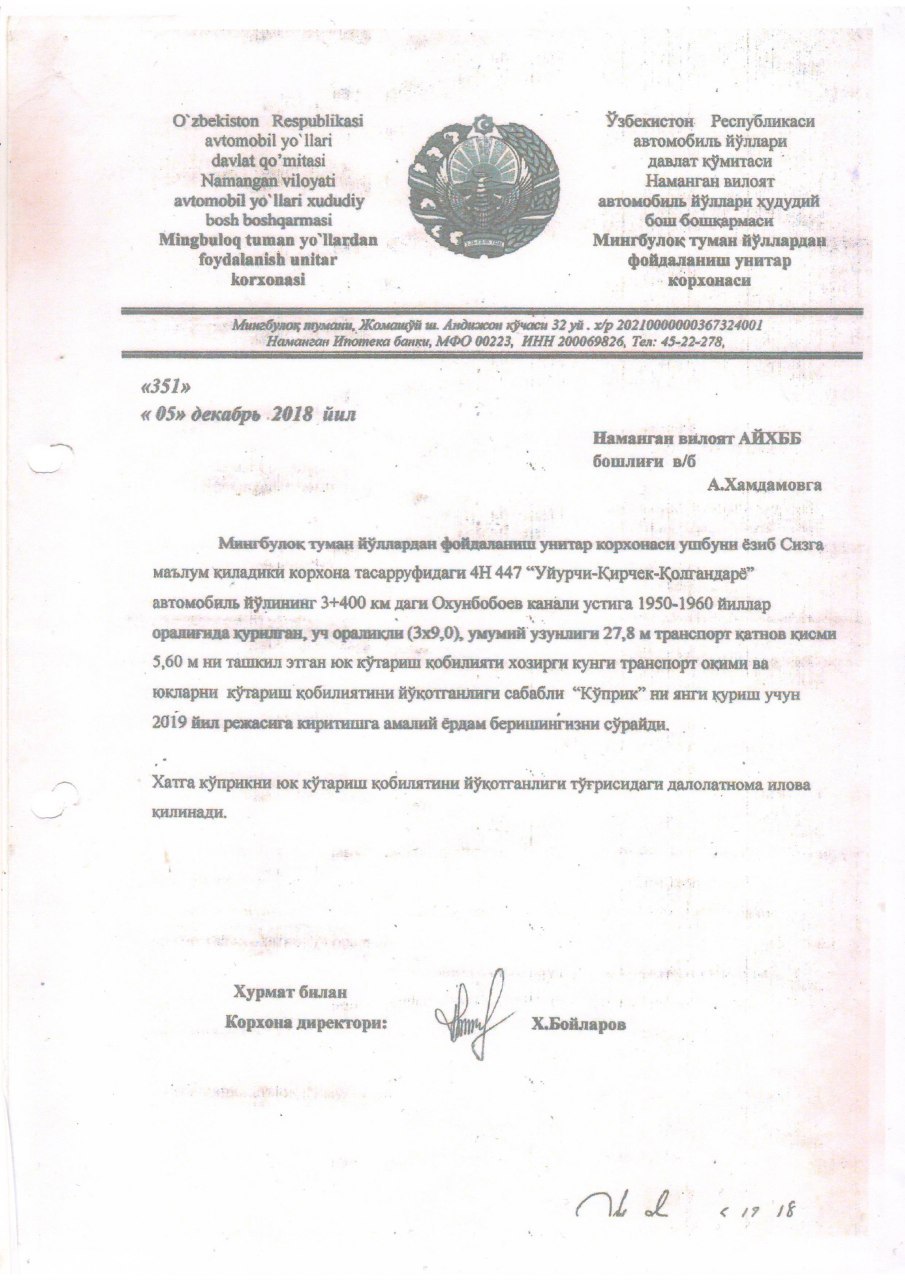 O`zbekiston Respublikasi
avtomobil yo`llari
davlat qo’mitasi
Namangan viloyati
avtomobil yo`llari xududiy
bosh boshqarmasi
Mingbuloq tuman yo`llardan
foydalanish unitar
korxonasi
Ўзбекистон Республикаси
автомобиль йўллари
давлат қўмитаси
Наманган вилоят
автомобиль йўллари ҳудудий
бош бошқармаси
Мингбулоқ туман йўллардан
фойдаланиш унитар
корхонаси
Мингбулоқ тумани, Жомашўй ш. Андижон кўчаси 32 уй . х/р 20210000000367324001
Наманган Ипотека банки, МФО 00223, ИНН 200069826, Тел: 45-22-278,
«351»
« 05» декабрь 2018 йил
Наманган вилоят АЙХББ
бошлиғи в/б
А.Хамдамовга
Мингбулоқ туман йўллардан фойдаланиш унитар корхонаси ушбуни ёзиб Сизга
маълум қиладики корхона тасарруфидаги 4Н 447 “Уйурчи-Қирчек-Қолгандарё”
автомобиль йўлининг 3+400 км даги Охунбобоев канали устига 1950-1960 йиллар
оралиғида қурилган, уч оралиқли (3х9,0), умумий узунлиги 27,8 м транспорт қатнов қисми
5,60 м ни ташкил этган юк кўтариш қобилияти хозирги кунги транспорт оқими ва
юкларни кўтариш қобилиятини йўқотганлиги сабабли “Кўприк” ни янги қуриш учун
2019 йил режасига киритишга амалий ёрдам беришингизни сўрайди.
Хатга кўприкни юк кўтариш қобилятини йўқотганлиги тўғрисидаги далолатнома илова
қилинади.
Хурмат билан
Корхона директори:
Х.Бойларов
12 18